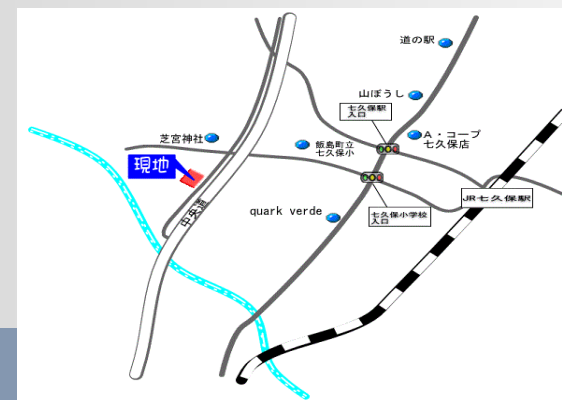 道の駅
山ぼうし
七久保駅
入口
A・コープ
七久保店
芝宮神社
飯島町立
七久保小
現地
JR七久保駅
quark verde
七久保小学校
入口
中央道